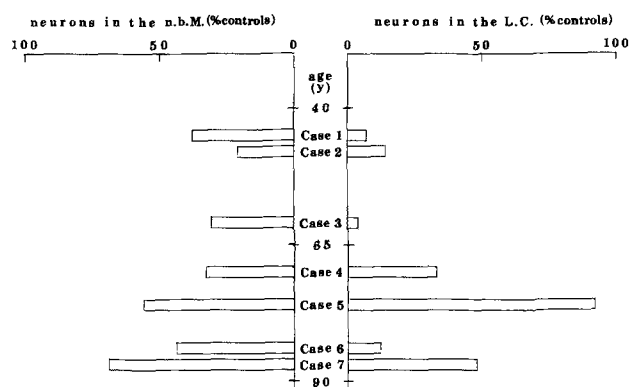 neurons in the n.b.M.(%controls) neurons in the L.C. (%controls)
100 50 0 0 50 100
age
(y)
40
Case 1
Case 2
Case 3
65
Case 4
Case 5
Case 6
Case 7
90